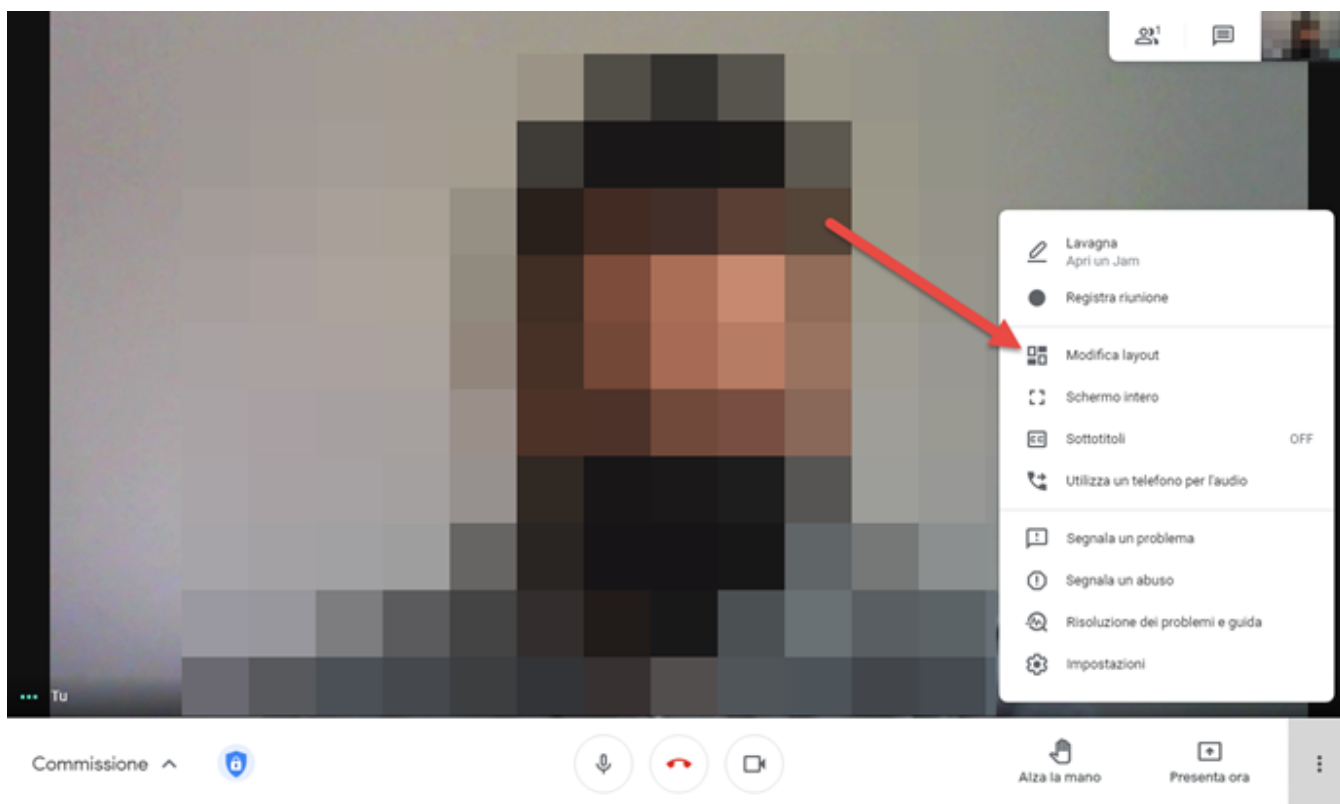 1
Lavagna
Apri un Jam
Registra riunione
Modifica layout
Schermo intero
Sottotitoli OFF
Utilizza un telefono per l'audio
Segnala un problema
Segnala un abuso
Risoluzione dei problemi e guida
Impostazioni
Tu
Commissione
Alza la mano
Presenta ora